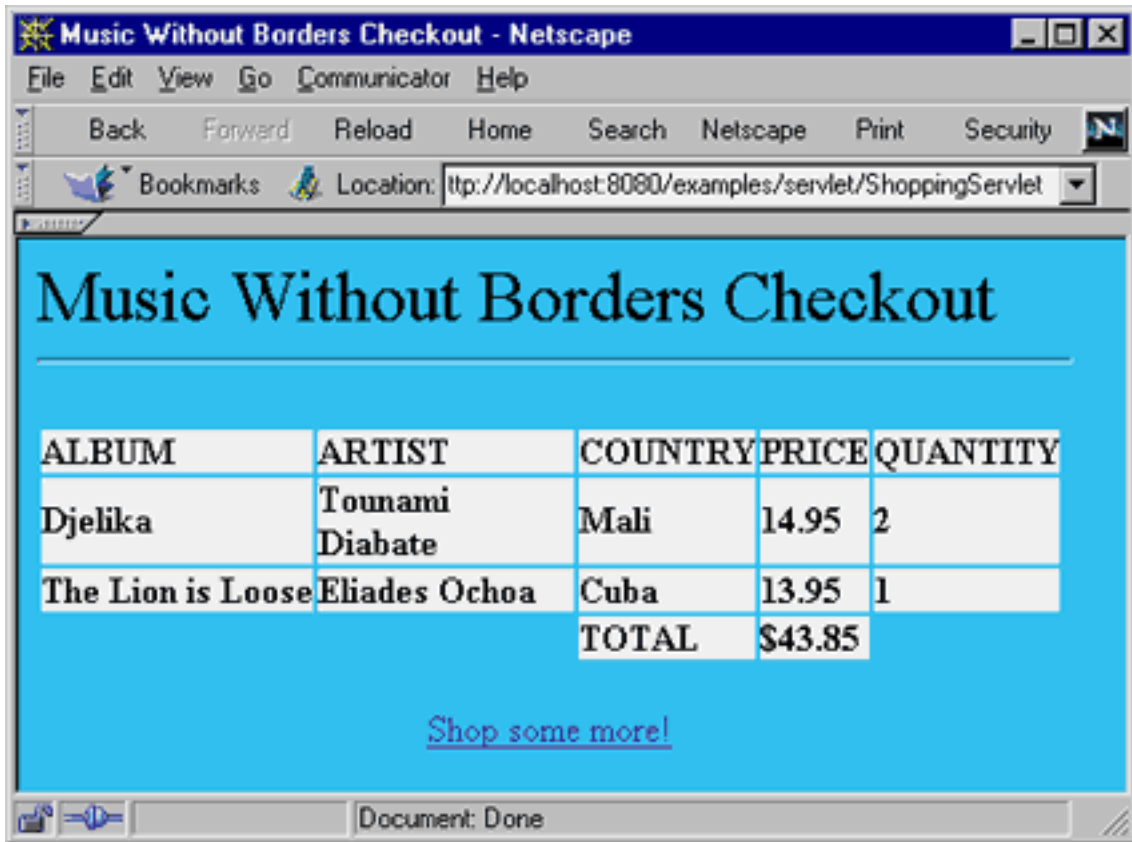 Music Without Borders Checkout - Netscape
File Edit View Go Communicator Help
Back Forward Reload Home Search Netscape Print Security N
Bookmarks Location: ttp://localhost:8080/examples/servlet/ShoppingServlet
Music Without Borders Checkout
ALBUM ARTIST COUNTRY PRICE QUANTITY
Djelika Tounami Diabate Mali 14.95 2
The Lion is Loose Eliades Ochoa Cuba 13.95 1
TOTAL $43.85
Shop some more!
Document: Done